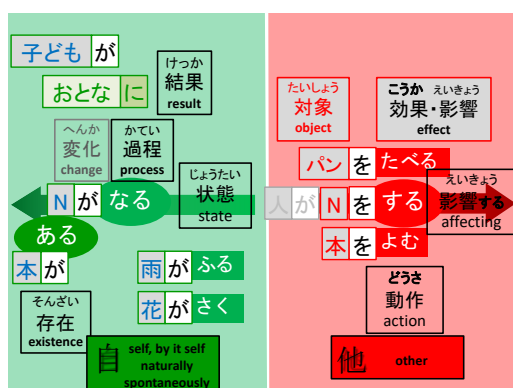 子どもが
おとなに
けっか
結果
result
へんか
変化
change
かてい
過程
process
じょうたい
状態
state
Nがなる
ある
本が
雨がふる
花がさく
そんざい
存在
existence
自
self, by it self
naturally
spontaneously
たいしょう
対象
object
こうか えいきょう
効果・影響
effect
パンをたべる
人がNをする
えいきょう
影響する
affecting
本をよむ
どうさ
動作
action
他
other